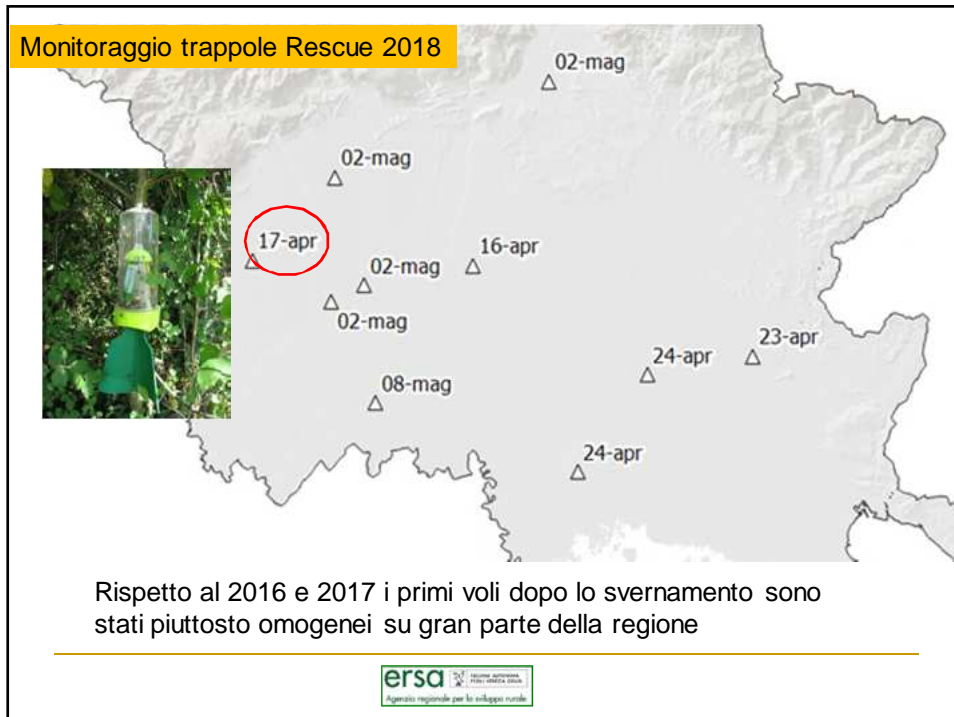 Monitoraggio trappole Rescue 2018
02-mag
02-mag
17-apr
16-apr
02-mag
02-mag
23-apr
24-apr
08-mag
24-apr
Rispetto al 2016 e 2017 i primi voli dopo lo svernamento sono
stati piuttosto omogenei su gran parte della regione
ersa
Agenzia regionale per lo sviluppo rurale